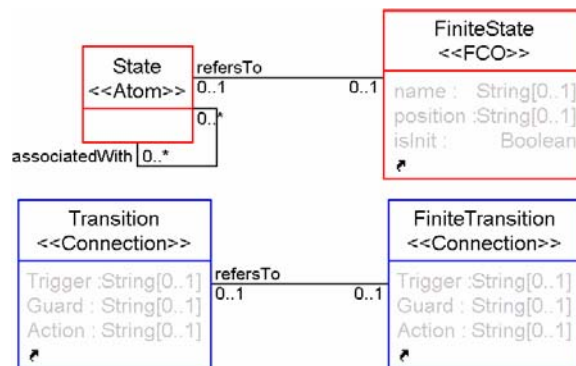 FiniteState
<<FCO>>
State
<<Atom>>
refersTo
0..1
0..1
name : String[0..1]
position :String[0..1]
isInit : Boolean
0..*
associatedWith
0..*
Transition
<<Connection>>
FiniteTransition
<<Connection>>
refersTo
0..1
0..1
Trigger :String[0..1]
Guard : String[0..1]
Action : String[0..1]
Trigger :String[0..1]
Guard : String[0..1]
Action : String[0..1]